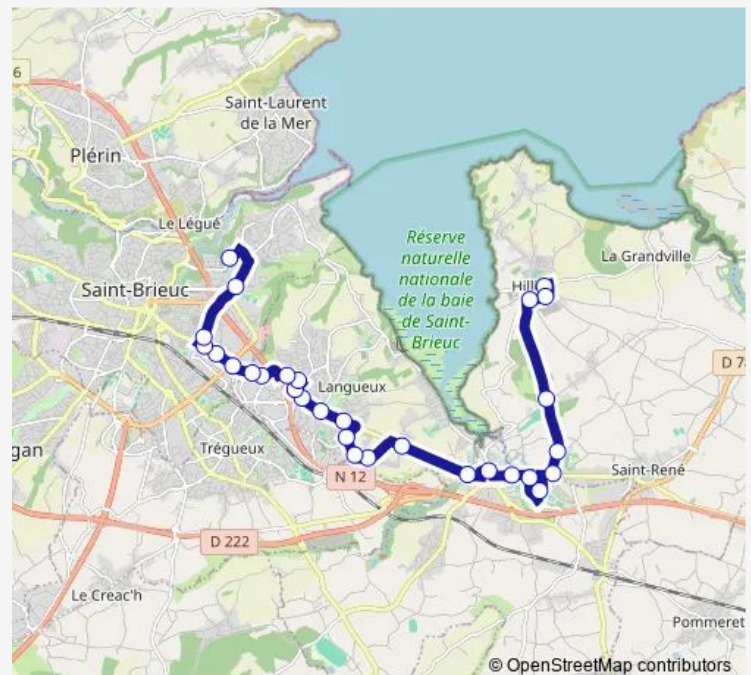 6
Saint-Laurent
de la Mer
Plérin
Le Légué
Réserve
naturelle
nationale
de la baie
de Saint-
Brieuc
La Grandville
Saint-Brieuc
D 7
Langueux
gan
Trégueux
N 12
Saint-René
D 222
Le Creac'h
Pommeret
© OpenStreetMap contributors